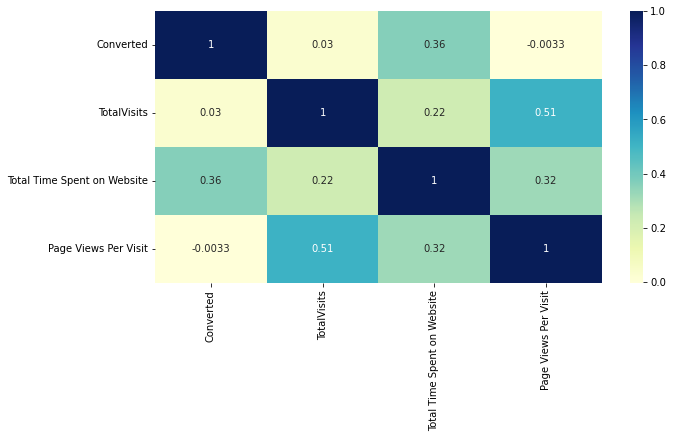 Converted
1
0.03
0.36
-0.0033
TotalVisits
0.03
1
0.22
0.51
Total Time Spent on Website
0.36
0.22
1
0.32
Page Views Per Visit
-0.0033
0.51
0.32
1
Converted
TotalVisits
Total Time Spent on Website
Page Views Per Visit
1.0
0.8
0.6
0.4
0.2
0.0